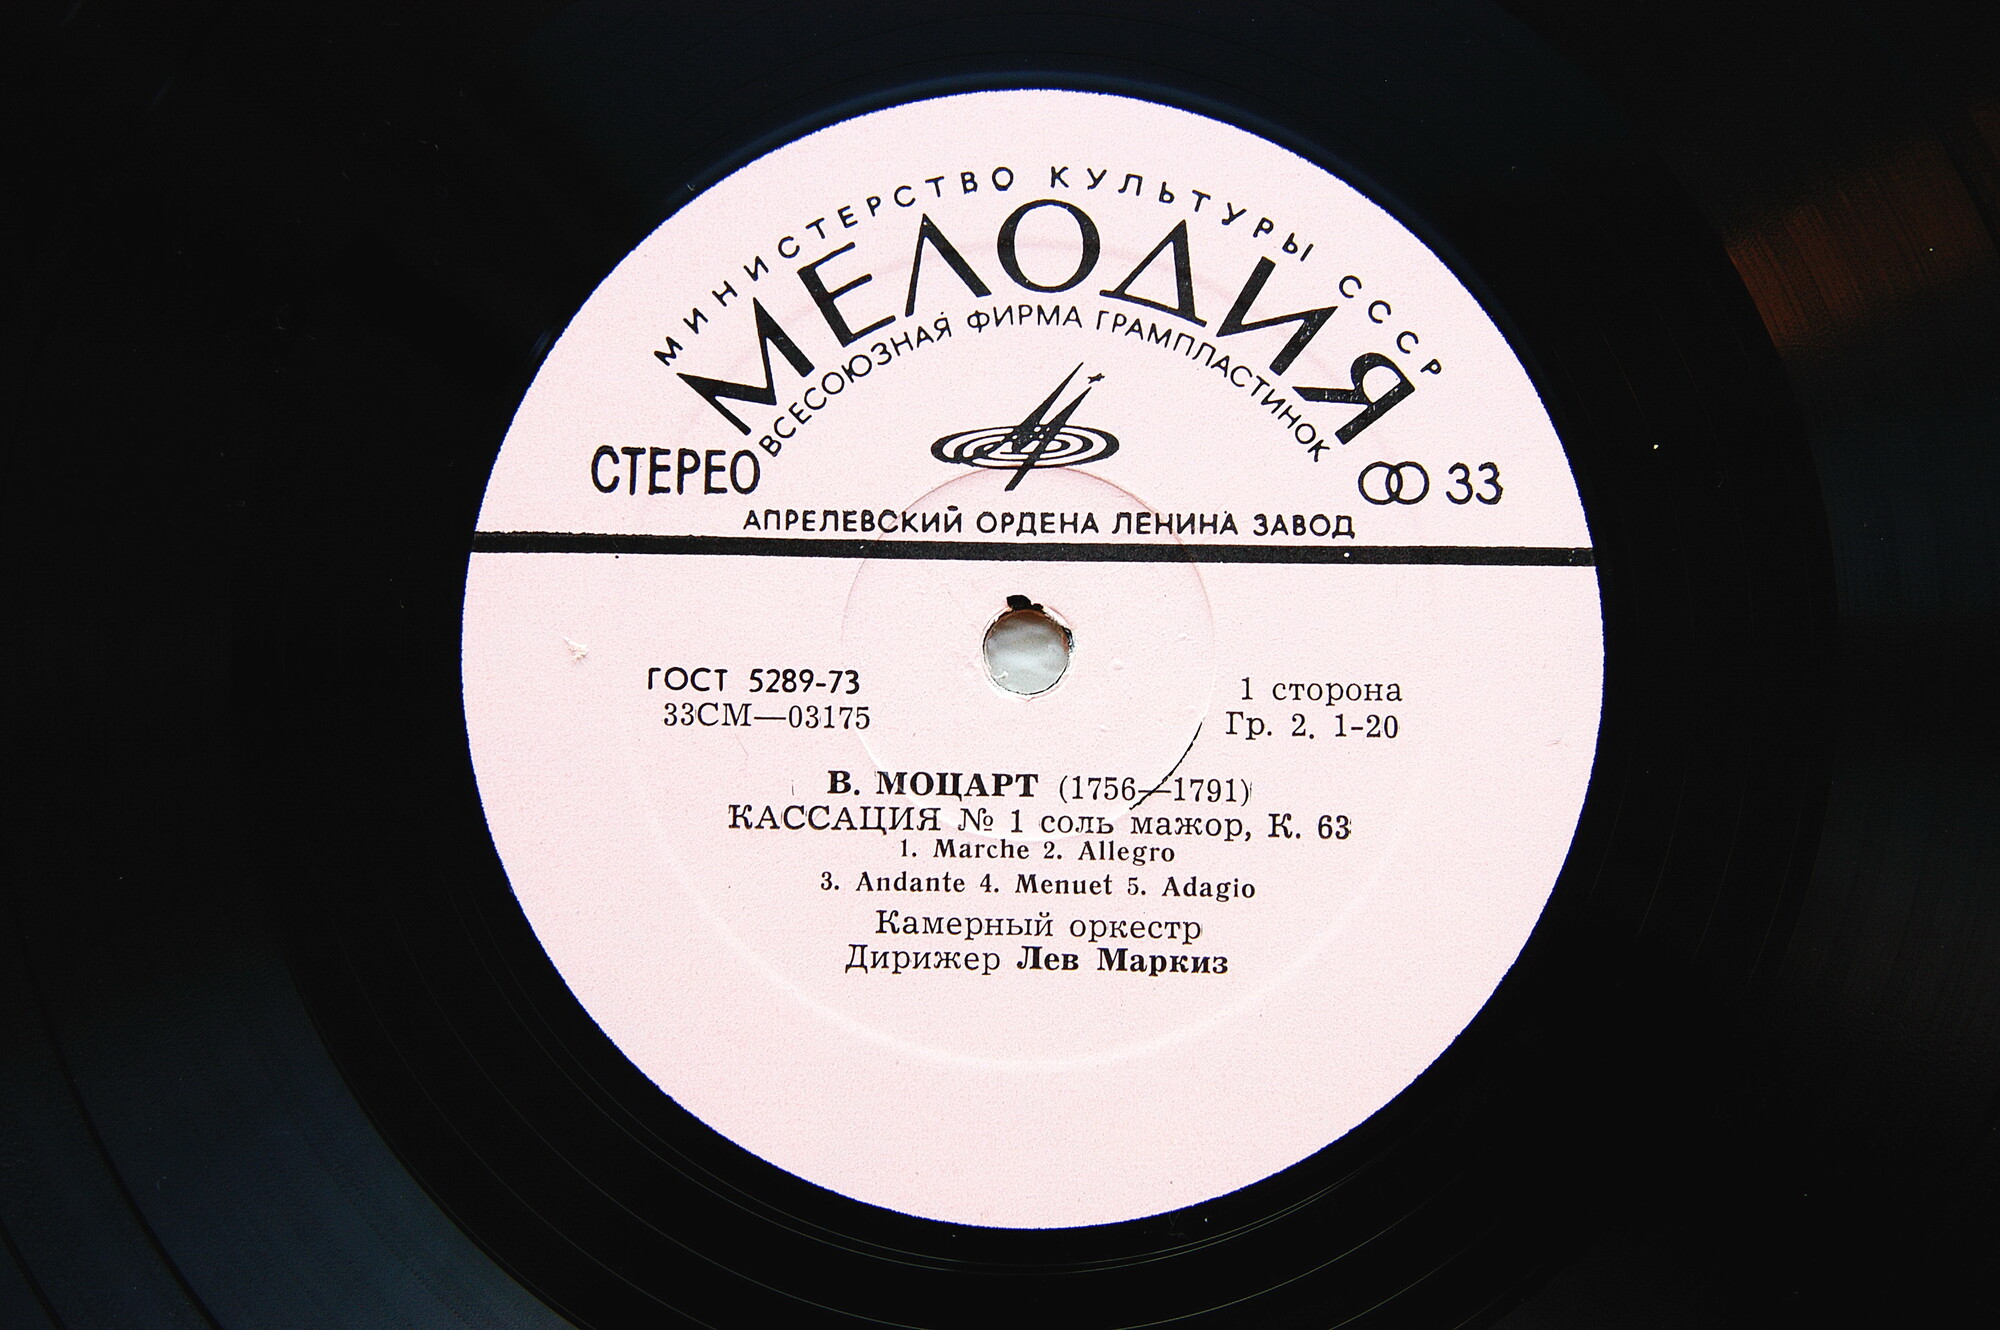 МИНИСТЕРСТВО КУЛЬТУРЫ СССР
МЕЛОДИЯ
ВСЕСОЮЗНАЯ ФИРМА ГРАМПЛАСТИНОК
СТЕРЕО
33
АПРЕЛЕВСКИЙ ОРДЕНА ЛЕНИНА ЗАВОД
ГОСТ 5289-73
33СМ—03175
1 сторона
Гр. 2. 1-20
В. МОЦАРТ (1756—1791)
КАССАЦИЯ № 1 соль мажор, К. 63
1. Marche 2. Allegro
3. Andante 4. Menuet 5. Adagio
Камерный оркестр
Дирижер Лев Маркиз